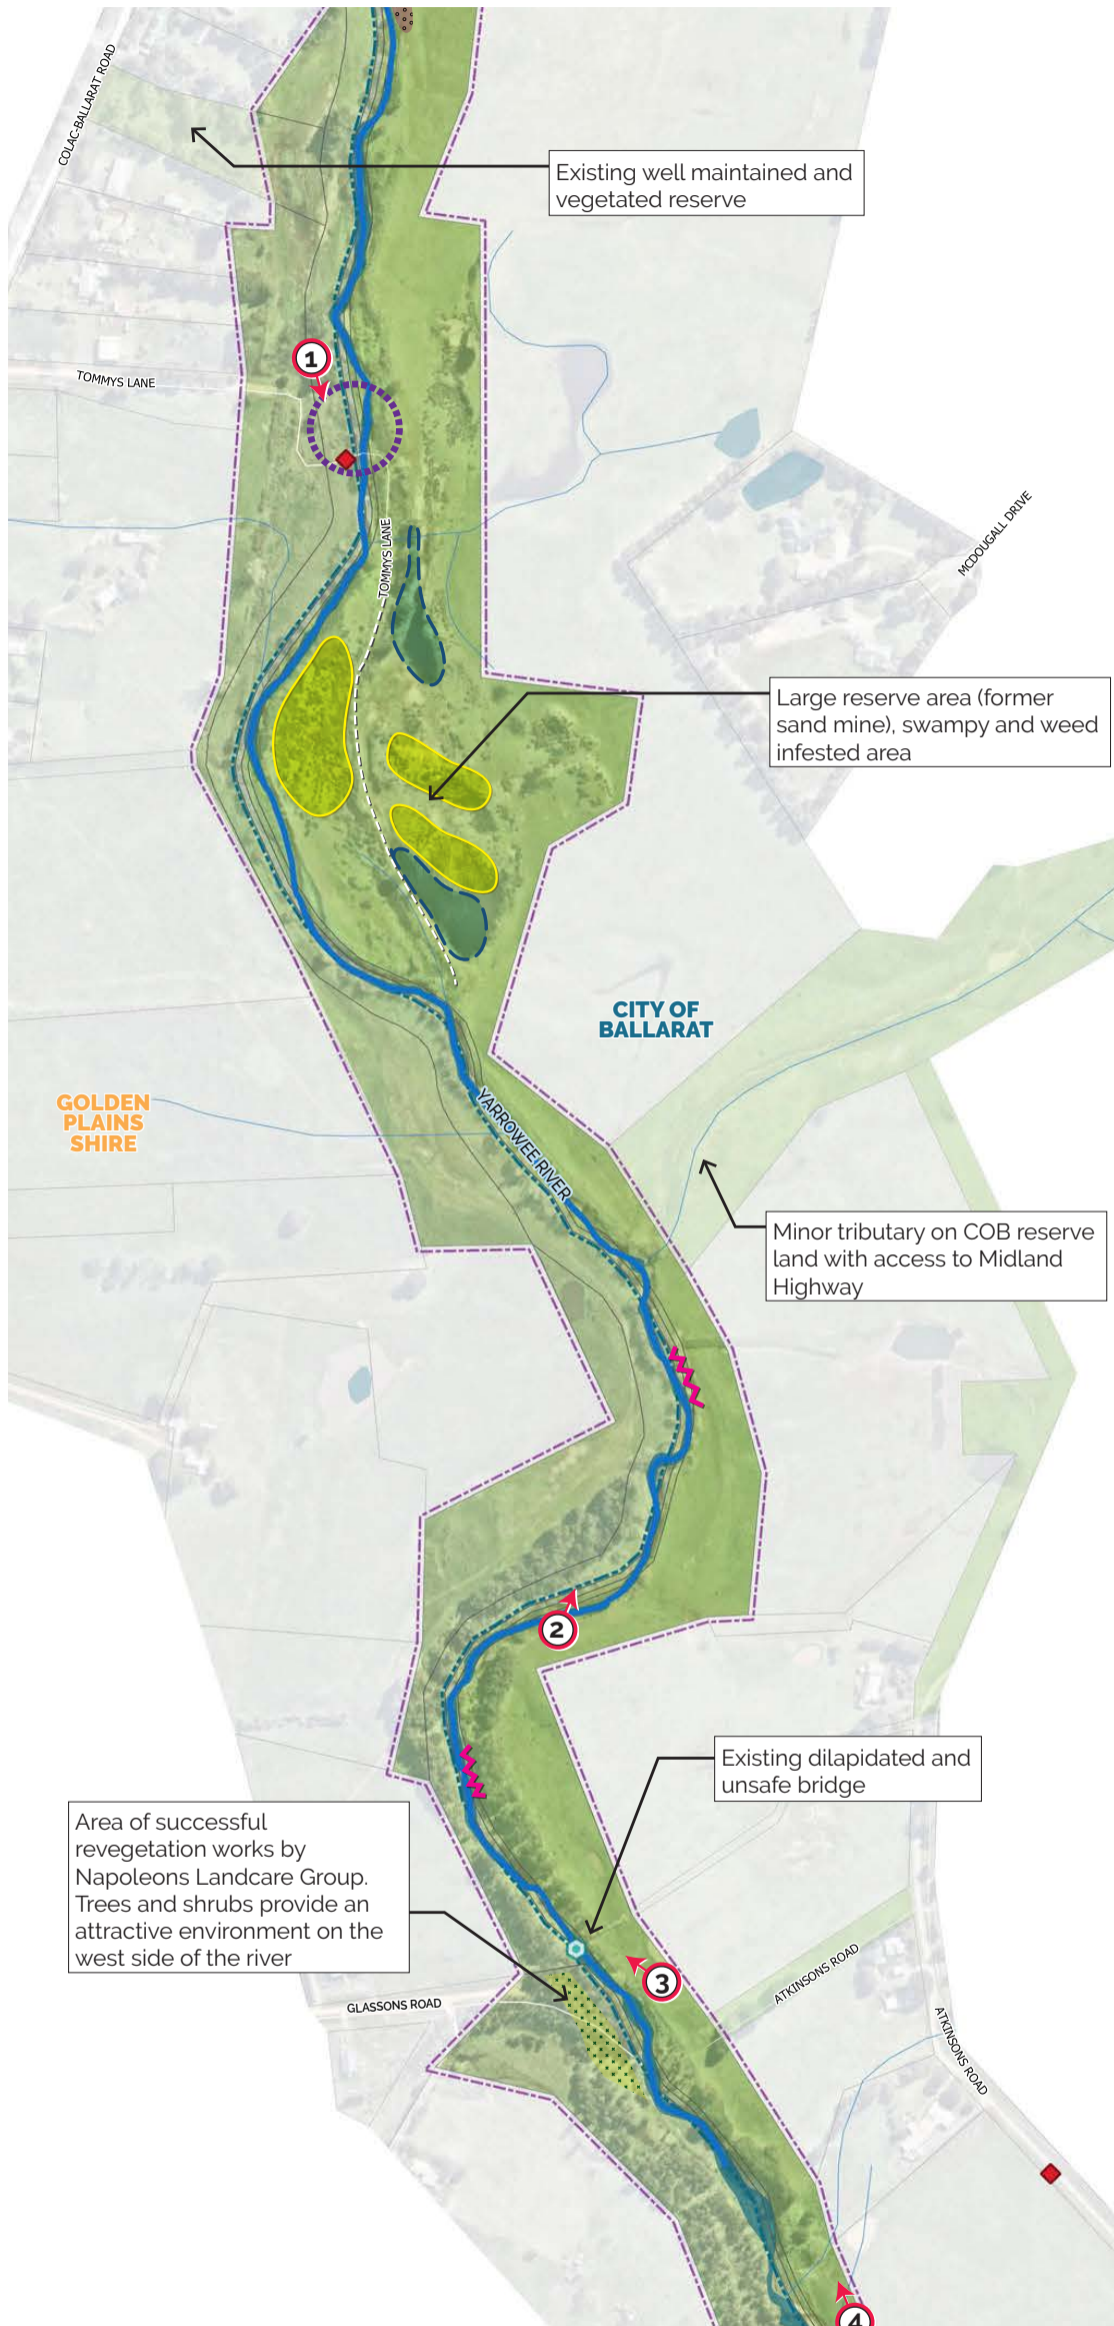 COLAC-BALLARAT ROAD
Existing well maintained and
vegetated reserve
1
TOMMYS LANE
MCDOUGALL DRIVE
TOMMYS LANE
Large reserve area (former
sand mine), swampy and weed
infested area
CITY OF
BALLARAT
GOLDEN
PLAINS
SHIRE
YARROWEE RIVER
Minor tributary on COB reserve
land with access to Midland
Highway
2
Existing dilapidated and
unsafe bridge
Area of successful
revegetation works by
Napoleons Landcare Group.
Trees and shrubs provide an
attractive environment on the
west side of the river
3
ATKINSONS ROAD
GLASSONS ROAD
ATKINSONS ROAD
4